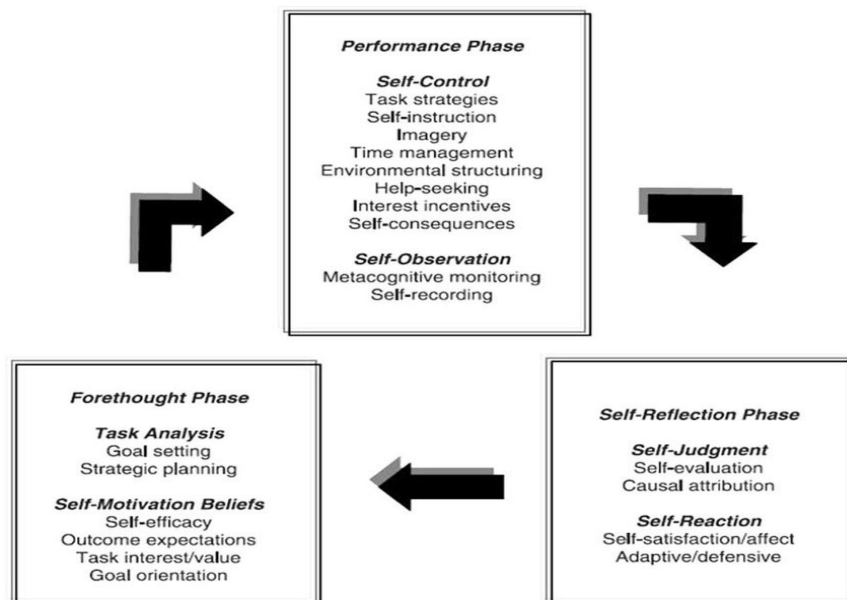 Performance Phase
Self-Control
Task strategies
Self-instruction
Imagery
Time management
Environmental structuring
Help-seeking
Interest incentives
Self-consequences
Self-Observation
Metacognitive monitoring
Self-recording
Forethought Phase
Task Analysis
Goal setting
Strategic planning
Self-Motivation Beliefs
Self-efficacy
Outcome expectations
Task interest/value
Goal orientation
Self-Reflection Phase
Self-Judgment
Self-evaluation
Causal attribution
Self-Reaction
Self-satisfaction/affect
Adaptive/defensive